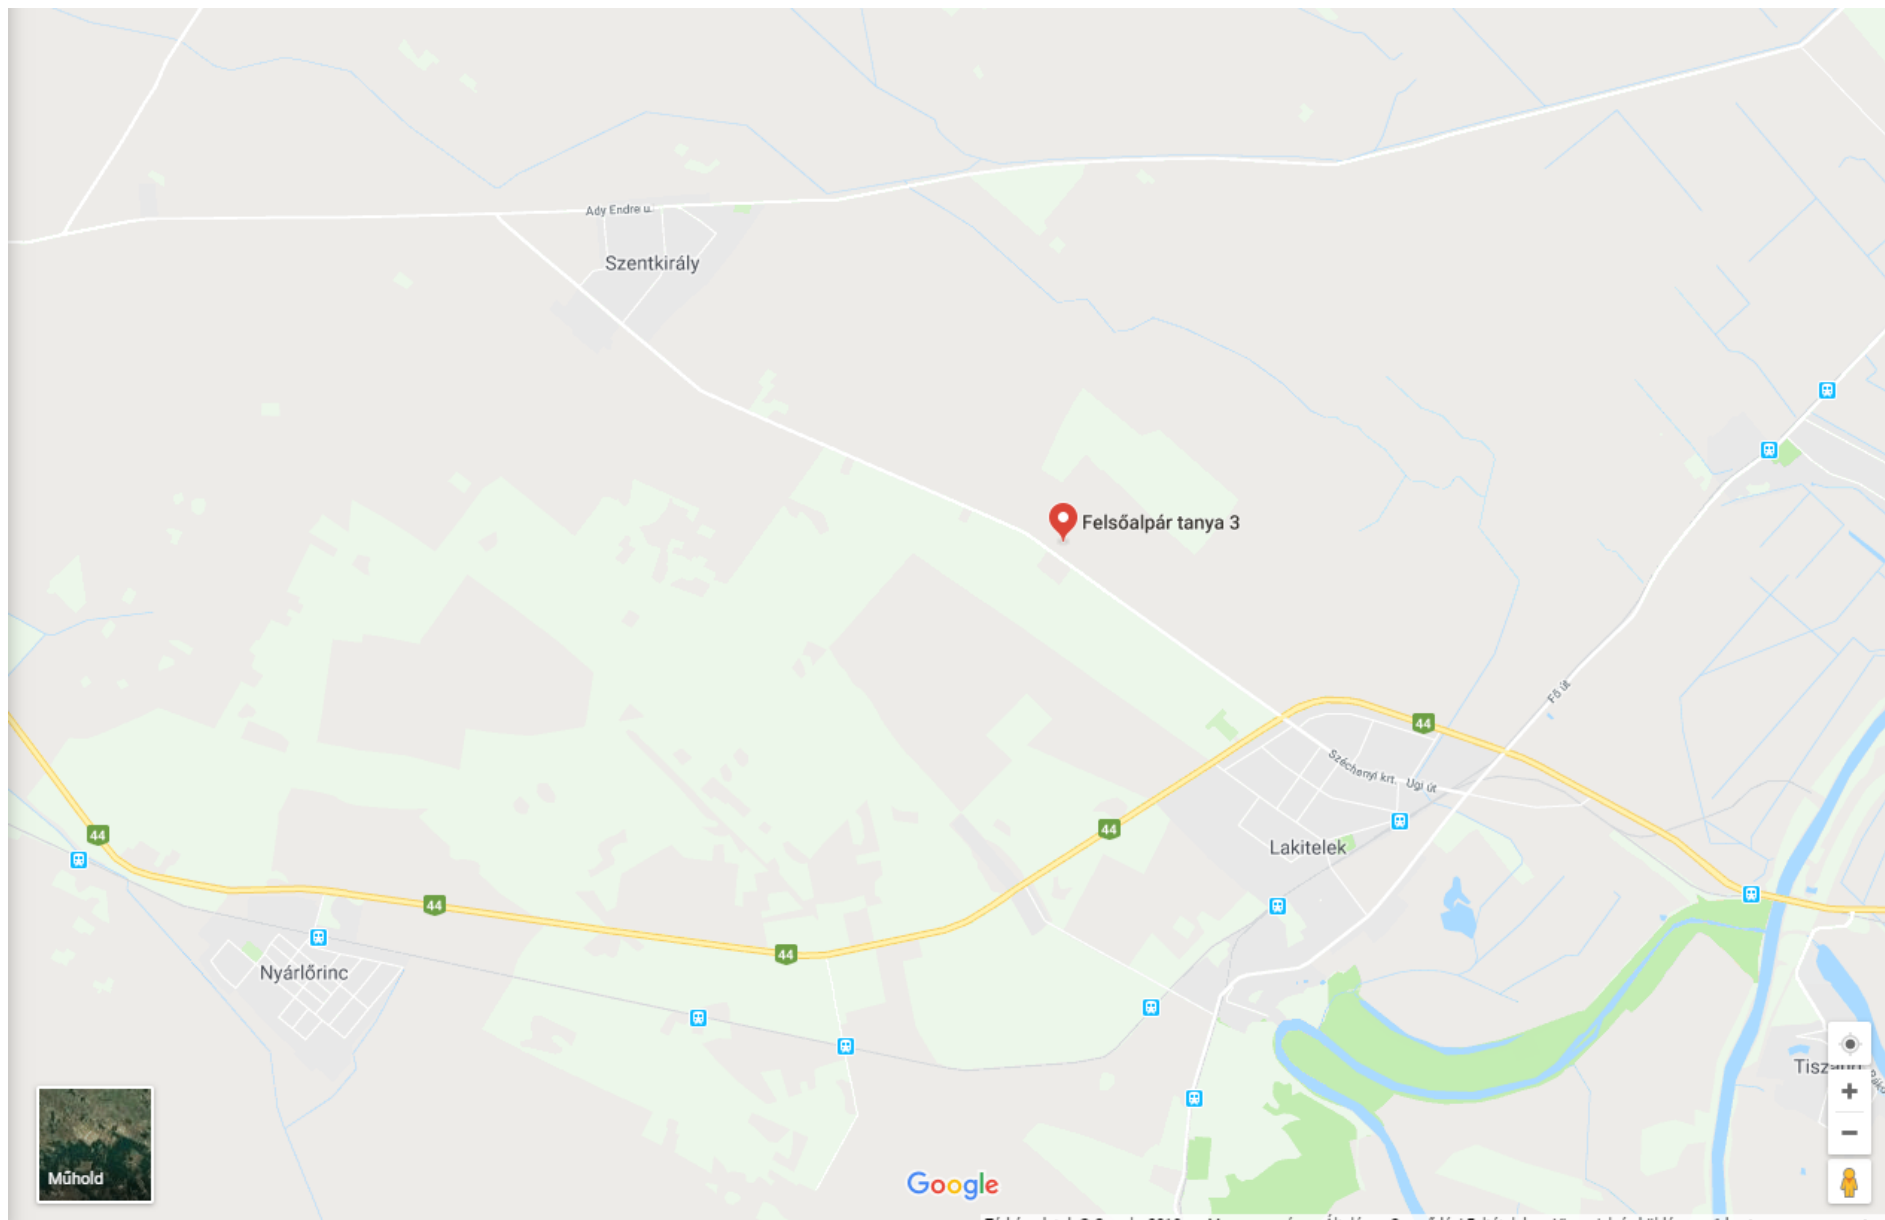 Ady Endre u.
Szentkirály
Felsőalpár tanya 3
Fő út
44
Széchenyi krt.
Ugi út
44
44
Lakitelek
44
44
Nyárlőrinc
Műhold
Google